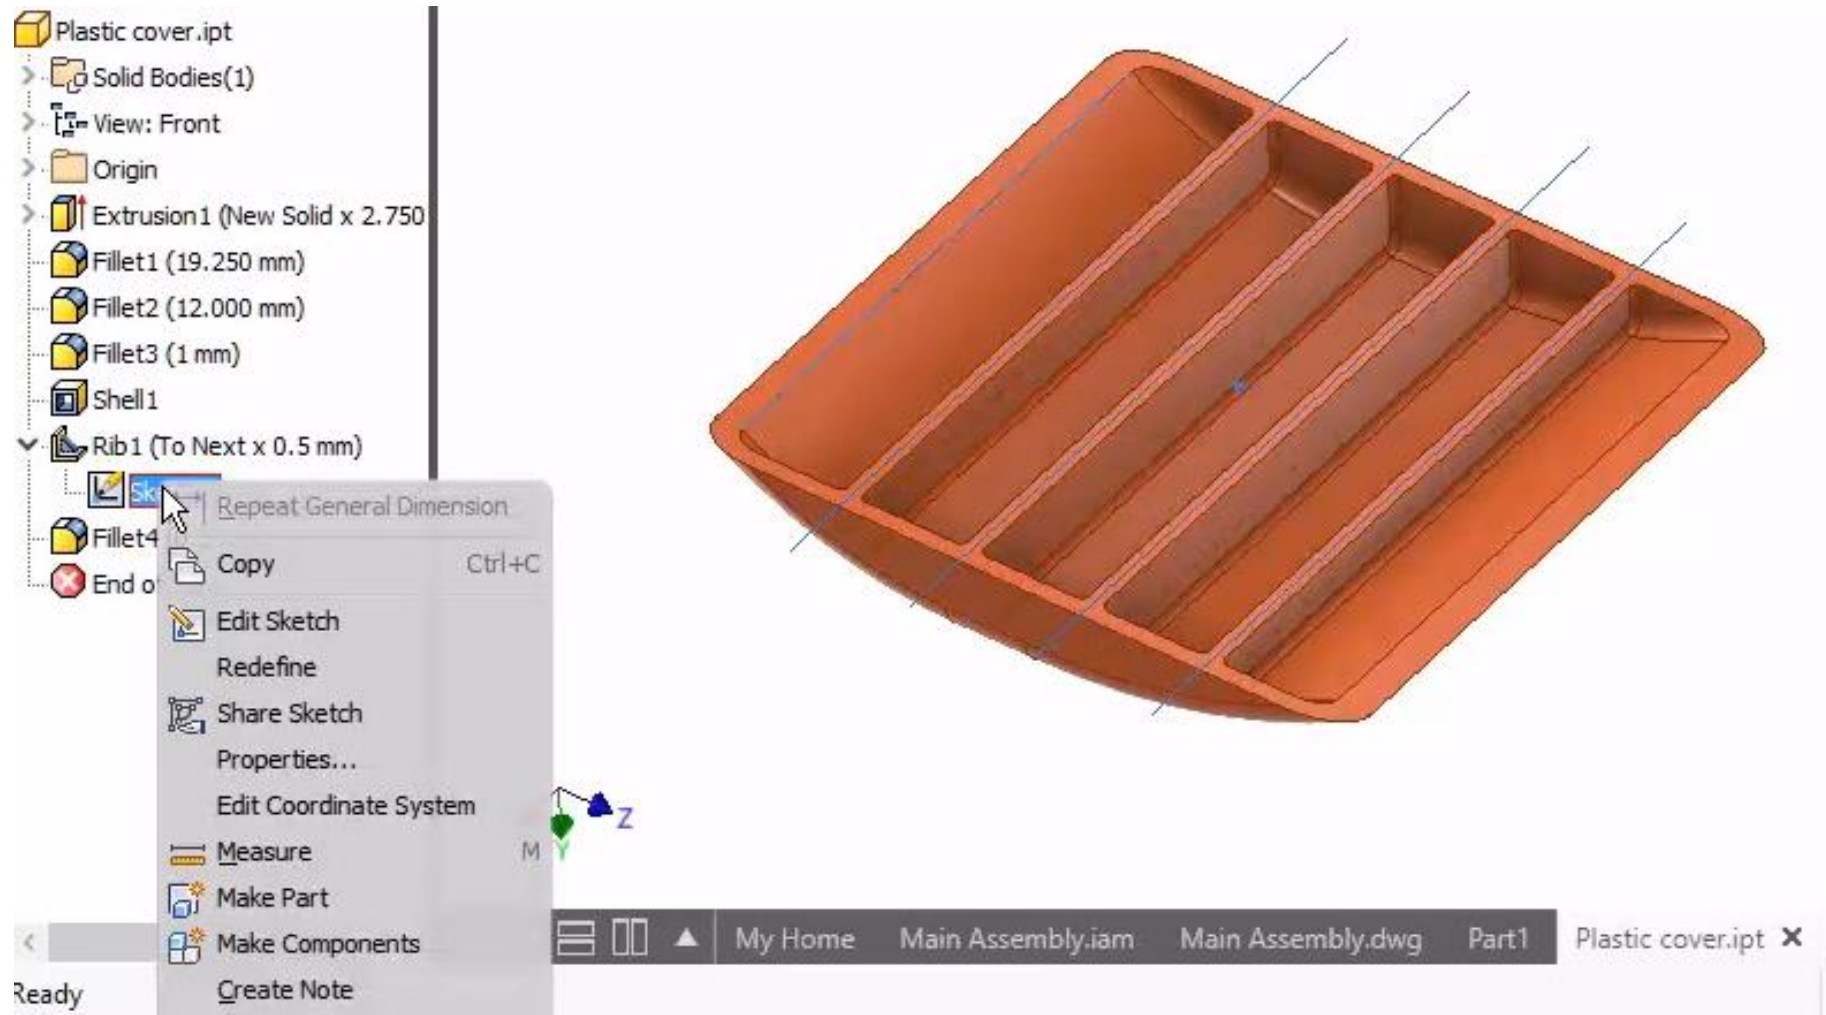 Plastic cover.ipt
Solid Bodies(1)
View: Front
Origin
Extrusion1 (New Solid x 2.750
Fillet1 (19.250 mm)
Fillet2 (12.000 mm)
Fillet3 (1 mm)
Shell1
Rib1 (To Next x 0.5 mm)
Sk
Repeat General Dimension
Fillet4
Copy Ctrl+C
End o
Edit Sketch
Redefine
Share Sketch
Properties...
Edit Coordinate System
Z
Measure M
Y
Make Part
Make Components
My Home Main Assembly.iam Main Assembly.dwg Part1 Plastic cover.ipt
Create Note
Ready